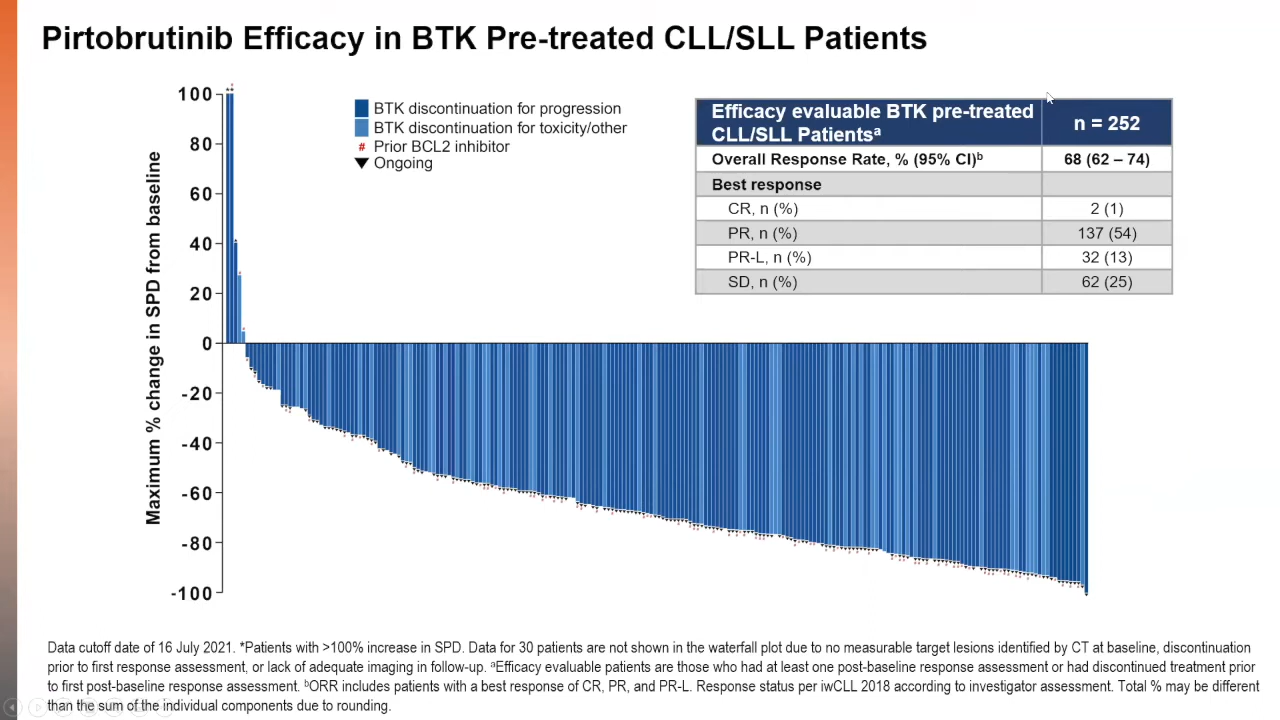 Pirtobrutinib Efficacy in BTK Pre-treated CLL/SLL Patients
Maximum % change in SPD from baseline
100
80
60
40
20
0
-20
-40
-60
-80
-100
**
BTK discontinuation for progression
BTK discontinuation for toxicity/other
# Prior BCL2 inhibitor
▼ Ongoing
Efficacy evaluable BTK pre-treated
CLL/SLL Patientsᵃ
n = 252
Overall Response Rate, % (95% CI)ᵇ 68 (62 – 74)
Best response
CR, n (%) 2 (1)
PR, n (%) 137 (54)
PR-L, n (%) 32 (13)
SD, n (%) 62 (25)
Data cutoff date of 16 July 2021. *Patients with >100% increase in SPD. Data for 30 patients are not shown in the waterfall plot due to no measurable target lesions identified by CT at baseline, discontinuation
prior to first response assessment, or lack of adequate imaging in follow-up. ᵃEfficacy evaluable patients are those who had at least one post-baseline response assessment or had discontinued treatment prior
to first post-baseline response assessment. ᵇORR includes patients with a best response of CR, PR, and PR-L. Response status per iwCLL 2018 according to investigator assessment. Total % may be different
than the sum of the individual components due to rounding.